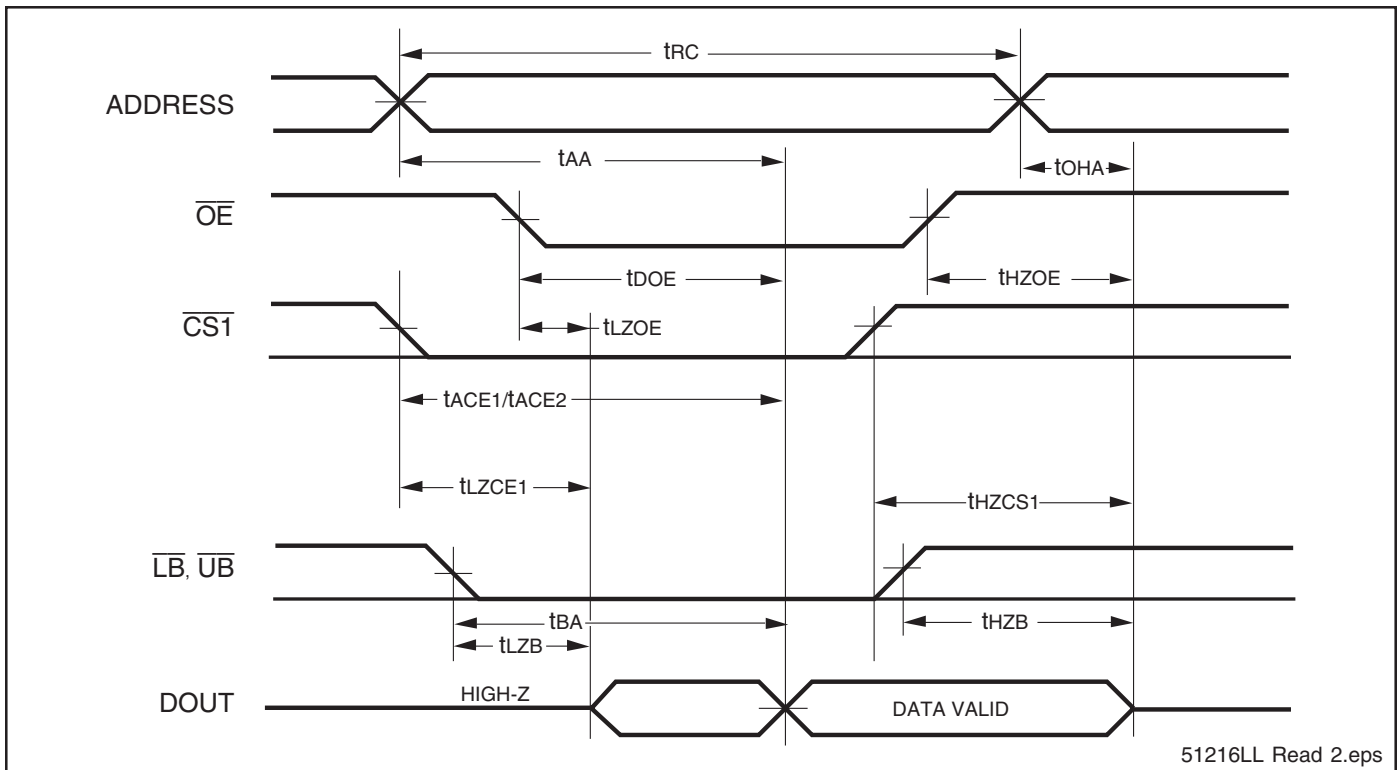 tRC
ADDRESS
tAA
tOHA
OE
tDOE
tHZOE
CS1
tLZOE
tACE1/tACE2
tLZCE1
tHZCS1
LB, UB
tBA
tHZB
tLZB
HIGH-Z
DOUT
DATA VALID
51216LL Read 2.eps